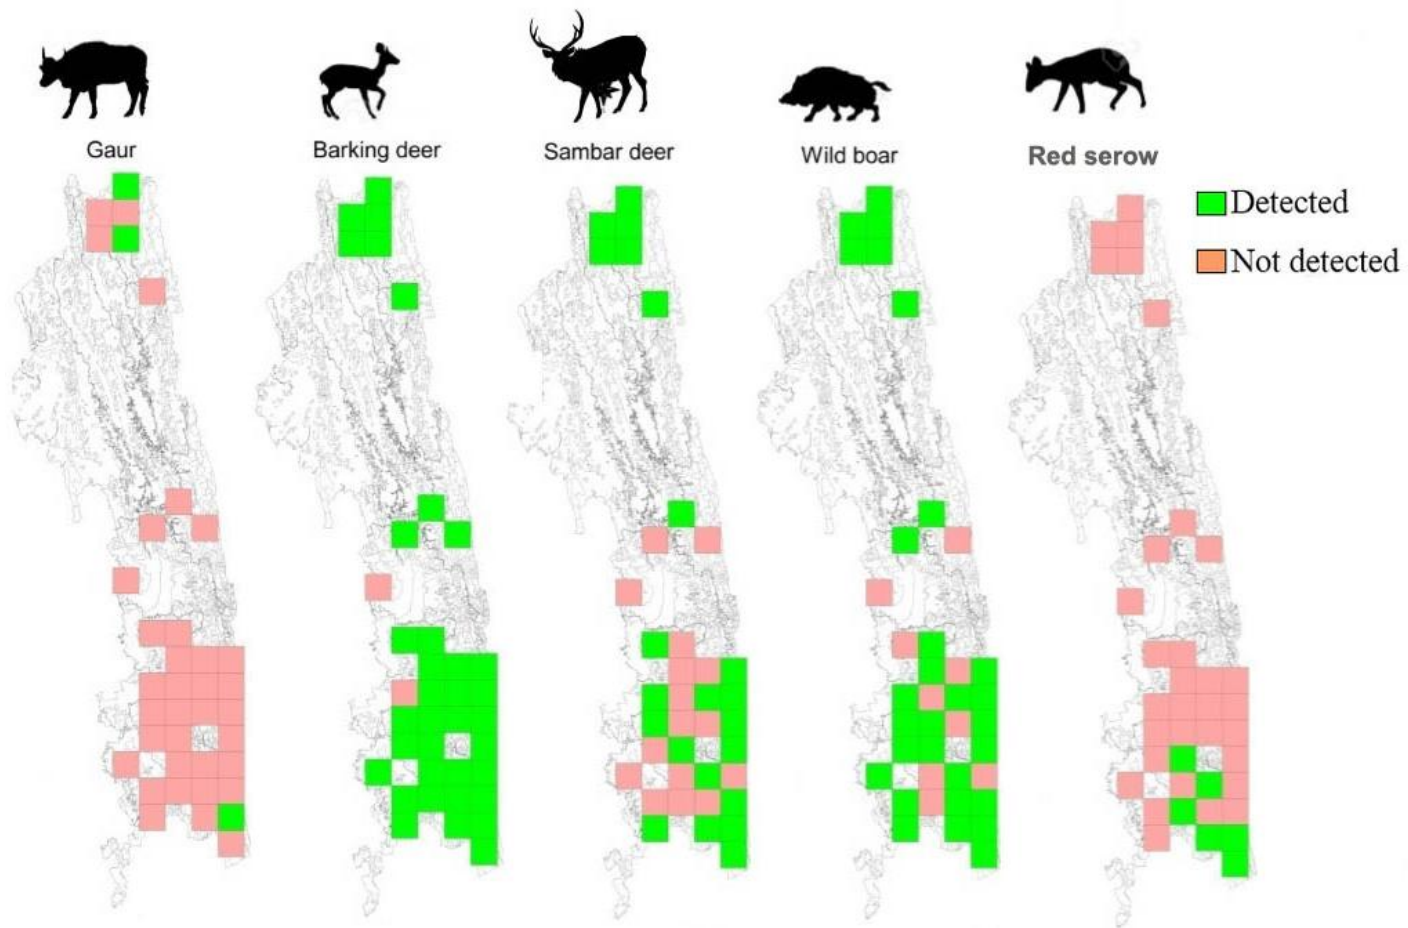 Gaur
Barking deer
Sambar deer
Wild boar
Red serow
Detected
Not detected